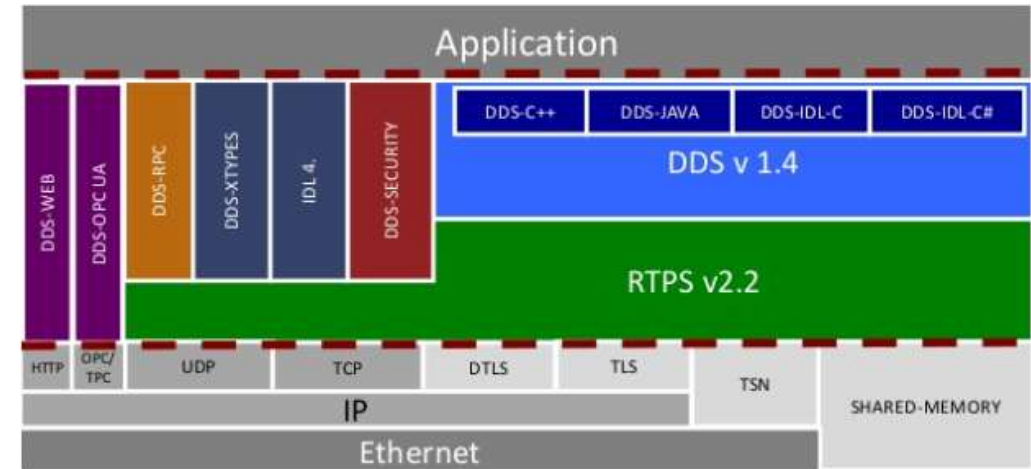 Application
DDS-WEB
DDS-OPC UA
DDS-RPC
DDS-XTYPES
IDL 4.
DDS-SECURITY
DDS-C++
DDS-JAVA
DDS-IDL-C
DDS-IDL-C#
DDS v 1.4
RTPS v2.2
HTTP
OPC/
TPC
UDP
TCP
DTLS
TLS
TSN
SHARED-MEMORY
IP
Ethernet